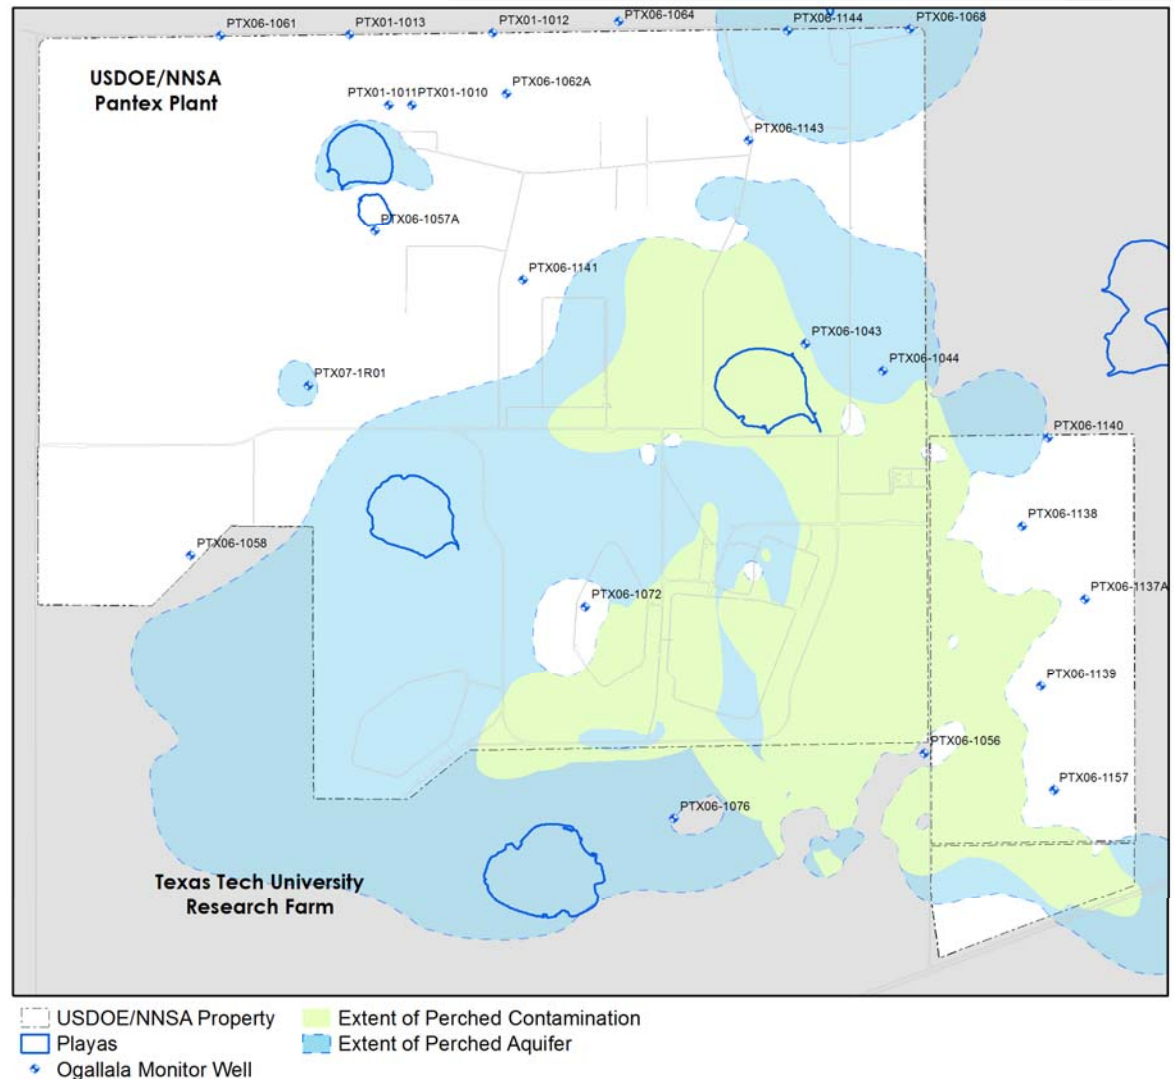 PTX06-1061
PTX01-1013
PTX01-1012
PTX06-1064
PTX06-1144
PTX06-1068
USDOE/NNSA
Pantex Plant
PTX01-1011
PTX01-1010
PTX06-1062A
PTX06-1143
PTX06-1057A
PTX06-1141
PTX06-1043
PTX06-1044
PTX07-1R01
PTX06-1140
PTX06-1138
PTX06-1058
PTX06-1072
PTX06-1137A
PTX06-1139
PTX06-1056
PTX06-1157
PTX06-1076
Texas Tech University
Research Farm
USDOE/NNSA Property
Extent of Perched Contamination
Playas
Extent of Perched Aquifer
Ogallala Monitor Well